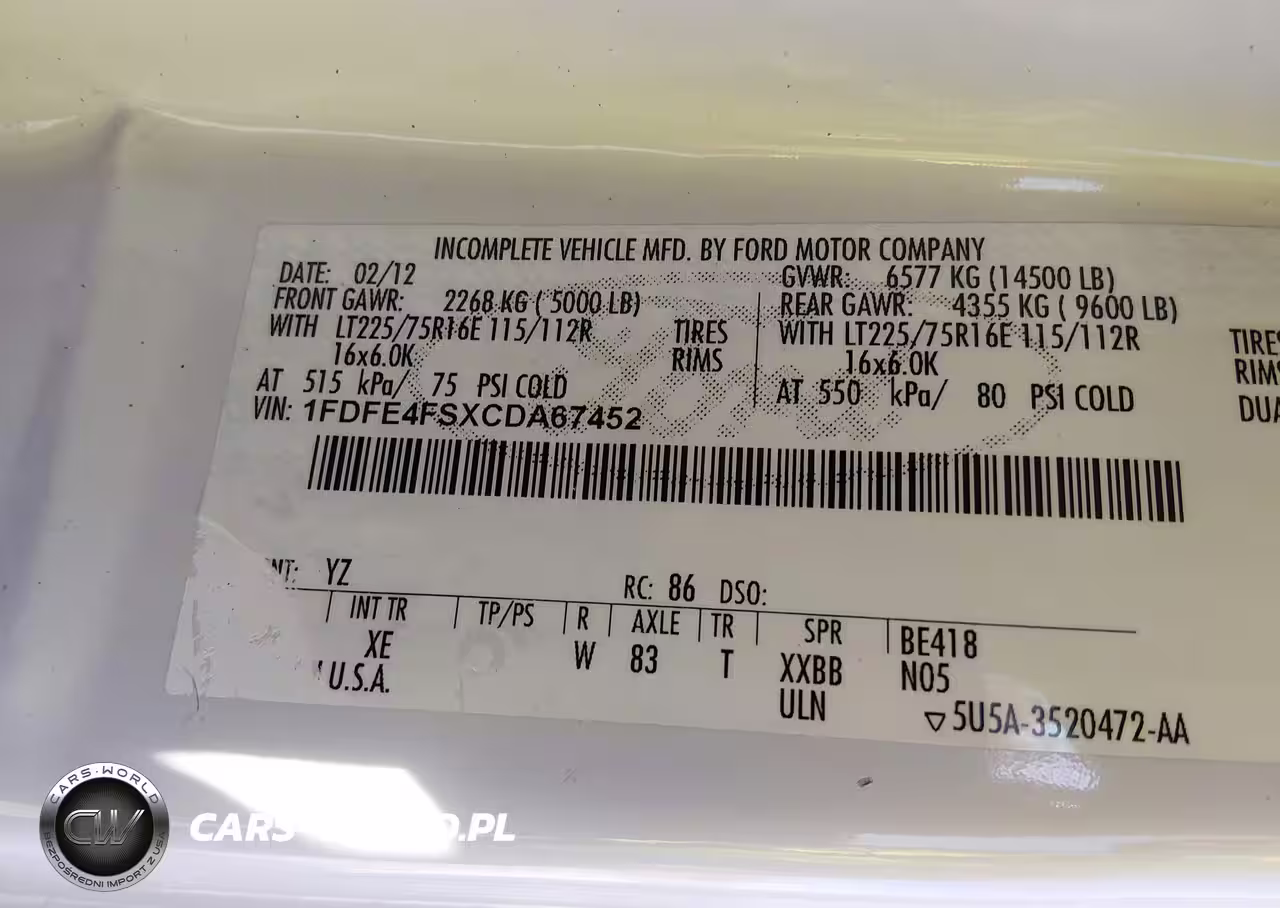 INCOMPLETE VEHICLE MFD. BY FORD MOTOR COMPANY
DATE: 02/12 GVWR: 6577 KG (14500 LB)
FRONT GAWR: 2268 KG ( 5000 LB) REAR GAWR: 4355 KG ( 9600 LB)
WITH LT225/75R16E 115/112R TIRES WITH LT225/75R16E 115/112R TIRES
16x6.0K RIMS 16x6.0K RIMS
AT 515 kPa/ 75 PSI COLD AT 550 kPa/ 80 PSI COLD DUA
VIN: 1FDFE4FSXCDA67452
NT: YZ RC: 86 DSO:
INT TR TP/PS R AXLE TR SPR BE418
XE W 83 T XXBB N05
U.S.A. ULN
5U5A-3520472-AA
CARS·WORLD
CW
BEZPOŚREDNI IMPORT Z USA